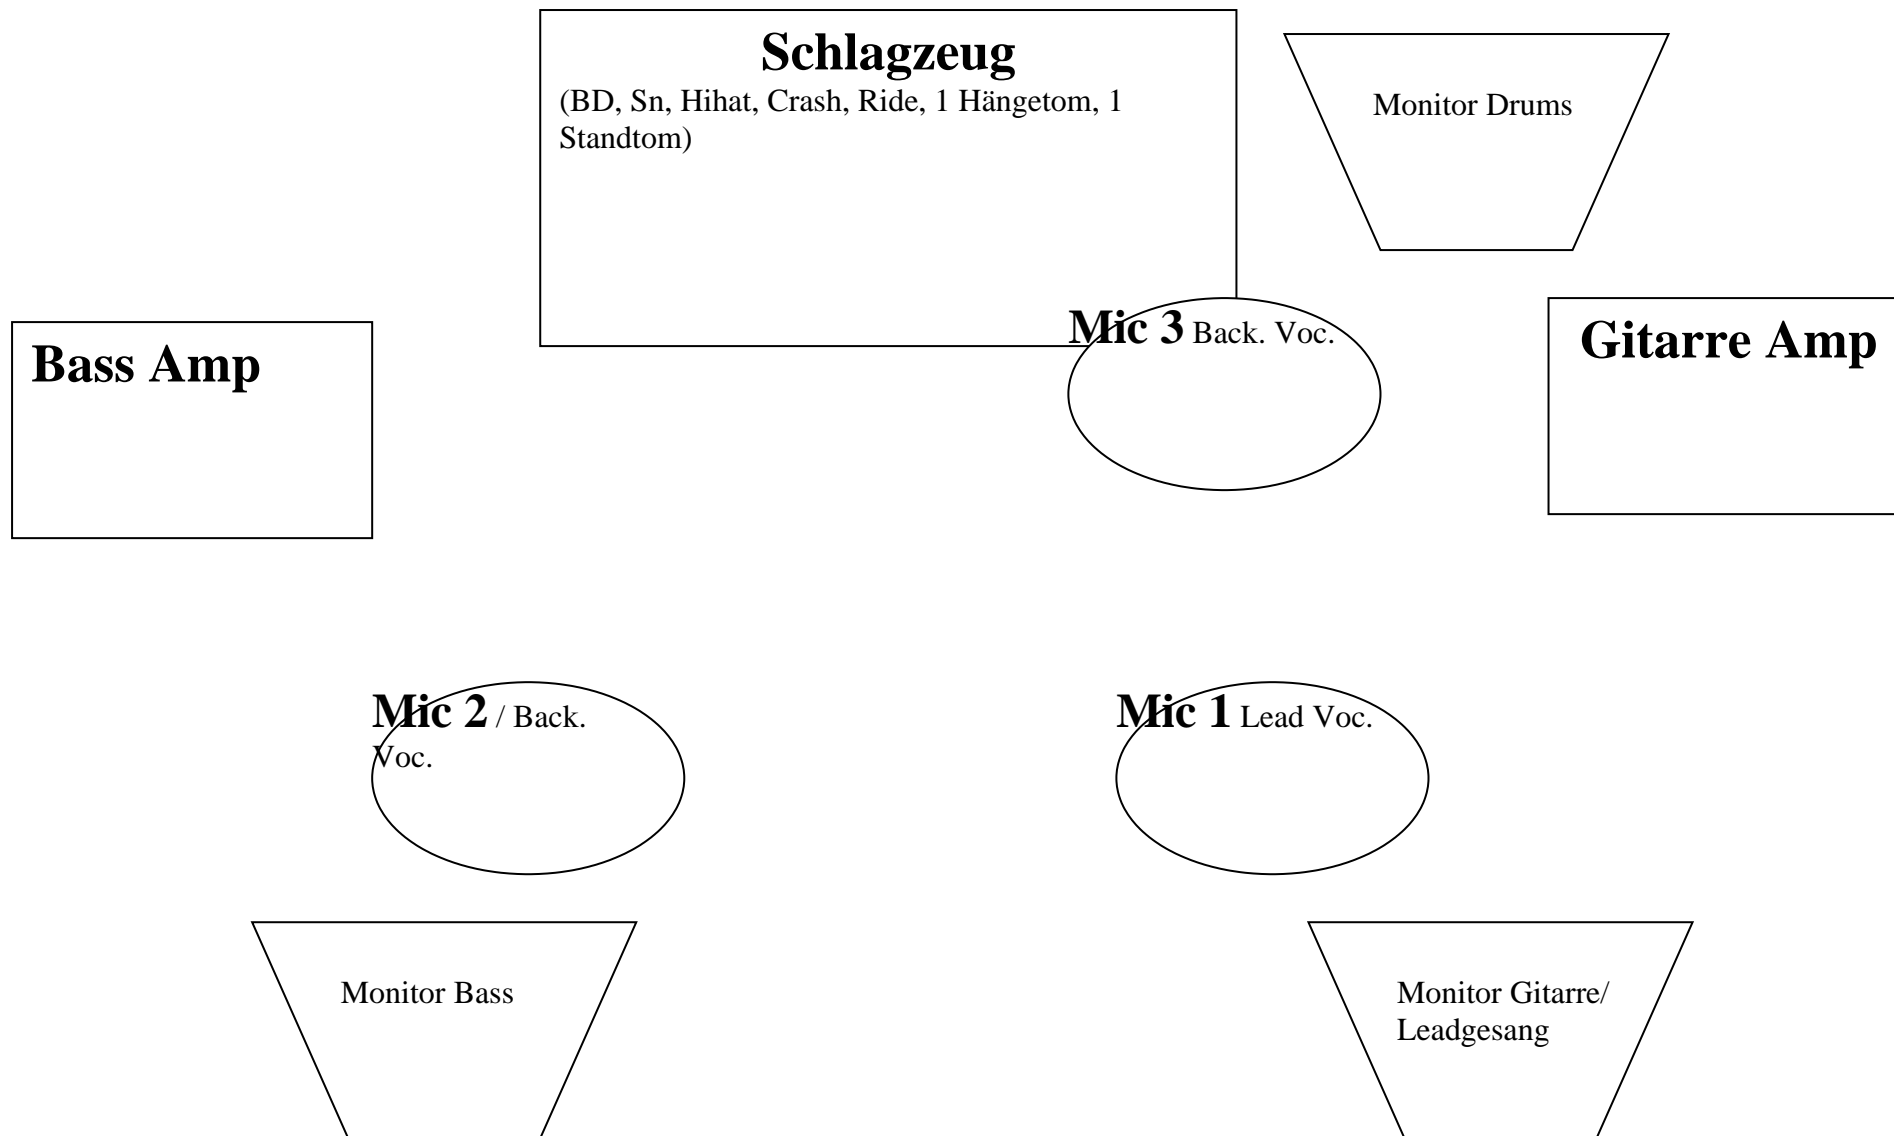 Schlagzeug
(BD, Sn, Hihat, Crash, Ride, 1 Hängetom, 1
Standtom)
Monitor Drums
Bass Amp
Mic 3 Back. Voc.
Gitarre Amp
Mic 2 / Back.
Voc.
Mic 1 Lead Voc.
Monitor Bass
Monitor Gitarre/
Leadgesang